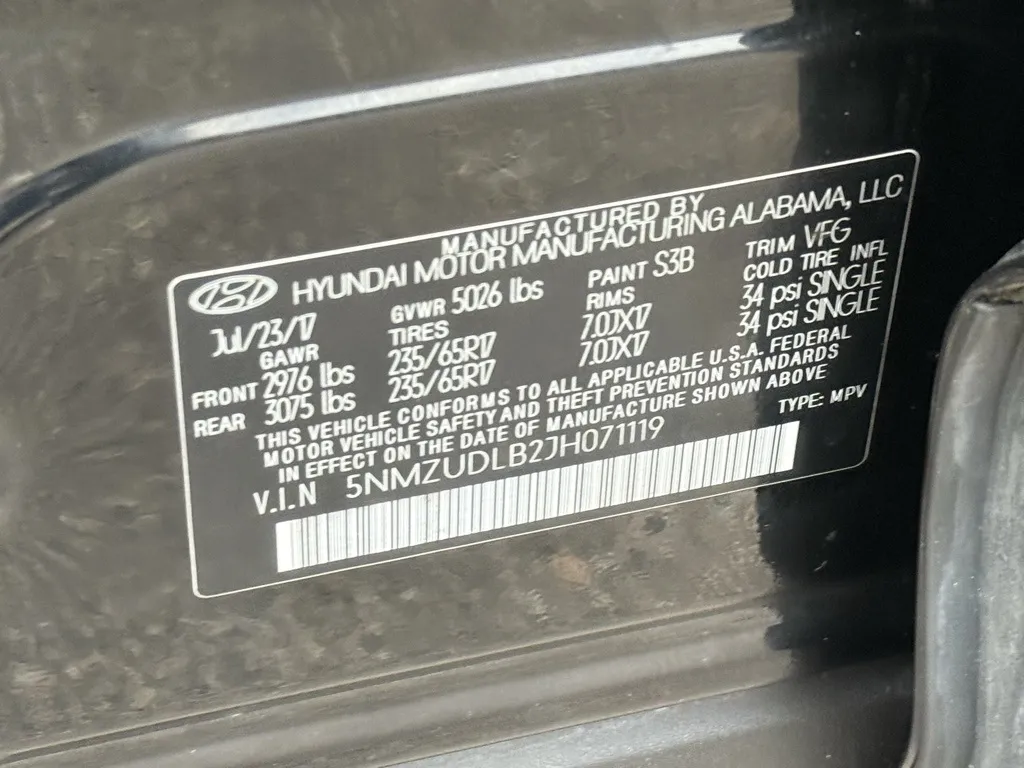 MANUFACTURED BY
HYUNDAI MOTOR MANUFACTURING ALABAMA, LLC
Jul/23/17 GVWR 5026 lbs PAINT S3B TRIM VFG
GAWR TIRES RIMS COLD TIRE INFL
FRONT 2976 lbs 235/65R17 7.0JX17 34 psi SINGLE
REAR 3075 lbs 235/65R17 7.0JX17 34 psi SINGLE
THIS VEHICLE CONFORMS TO ALL APPLICABLE U.S.A. FEDERAL
MOTOR VEHICLE SAFETY AND THEFT PREVENTION STANDARDS
IN EFFECT ON THE DATE OF MANUFACTURE SHOWN ABOVE
V.I.N 5NMZUDLB2JH071119 TYPE: MPV